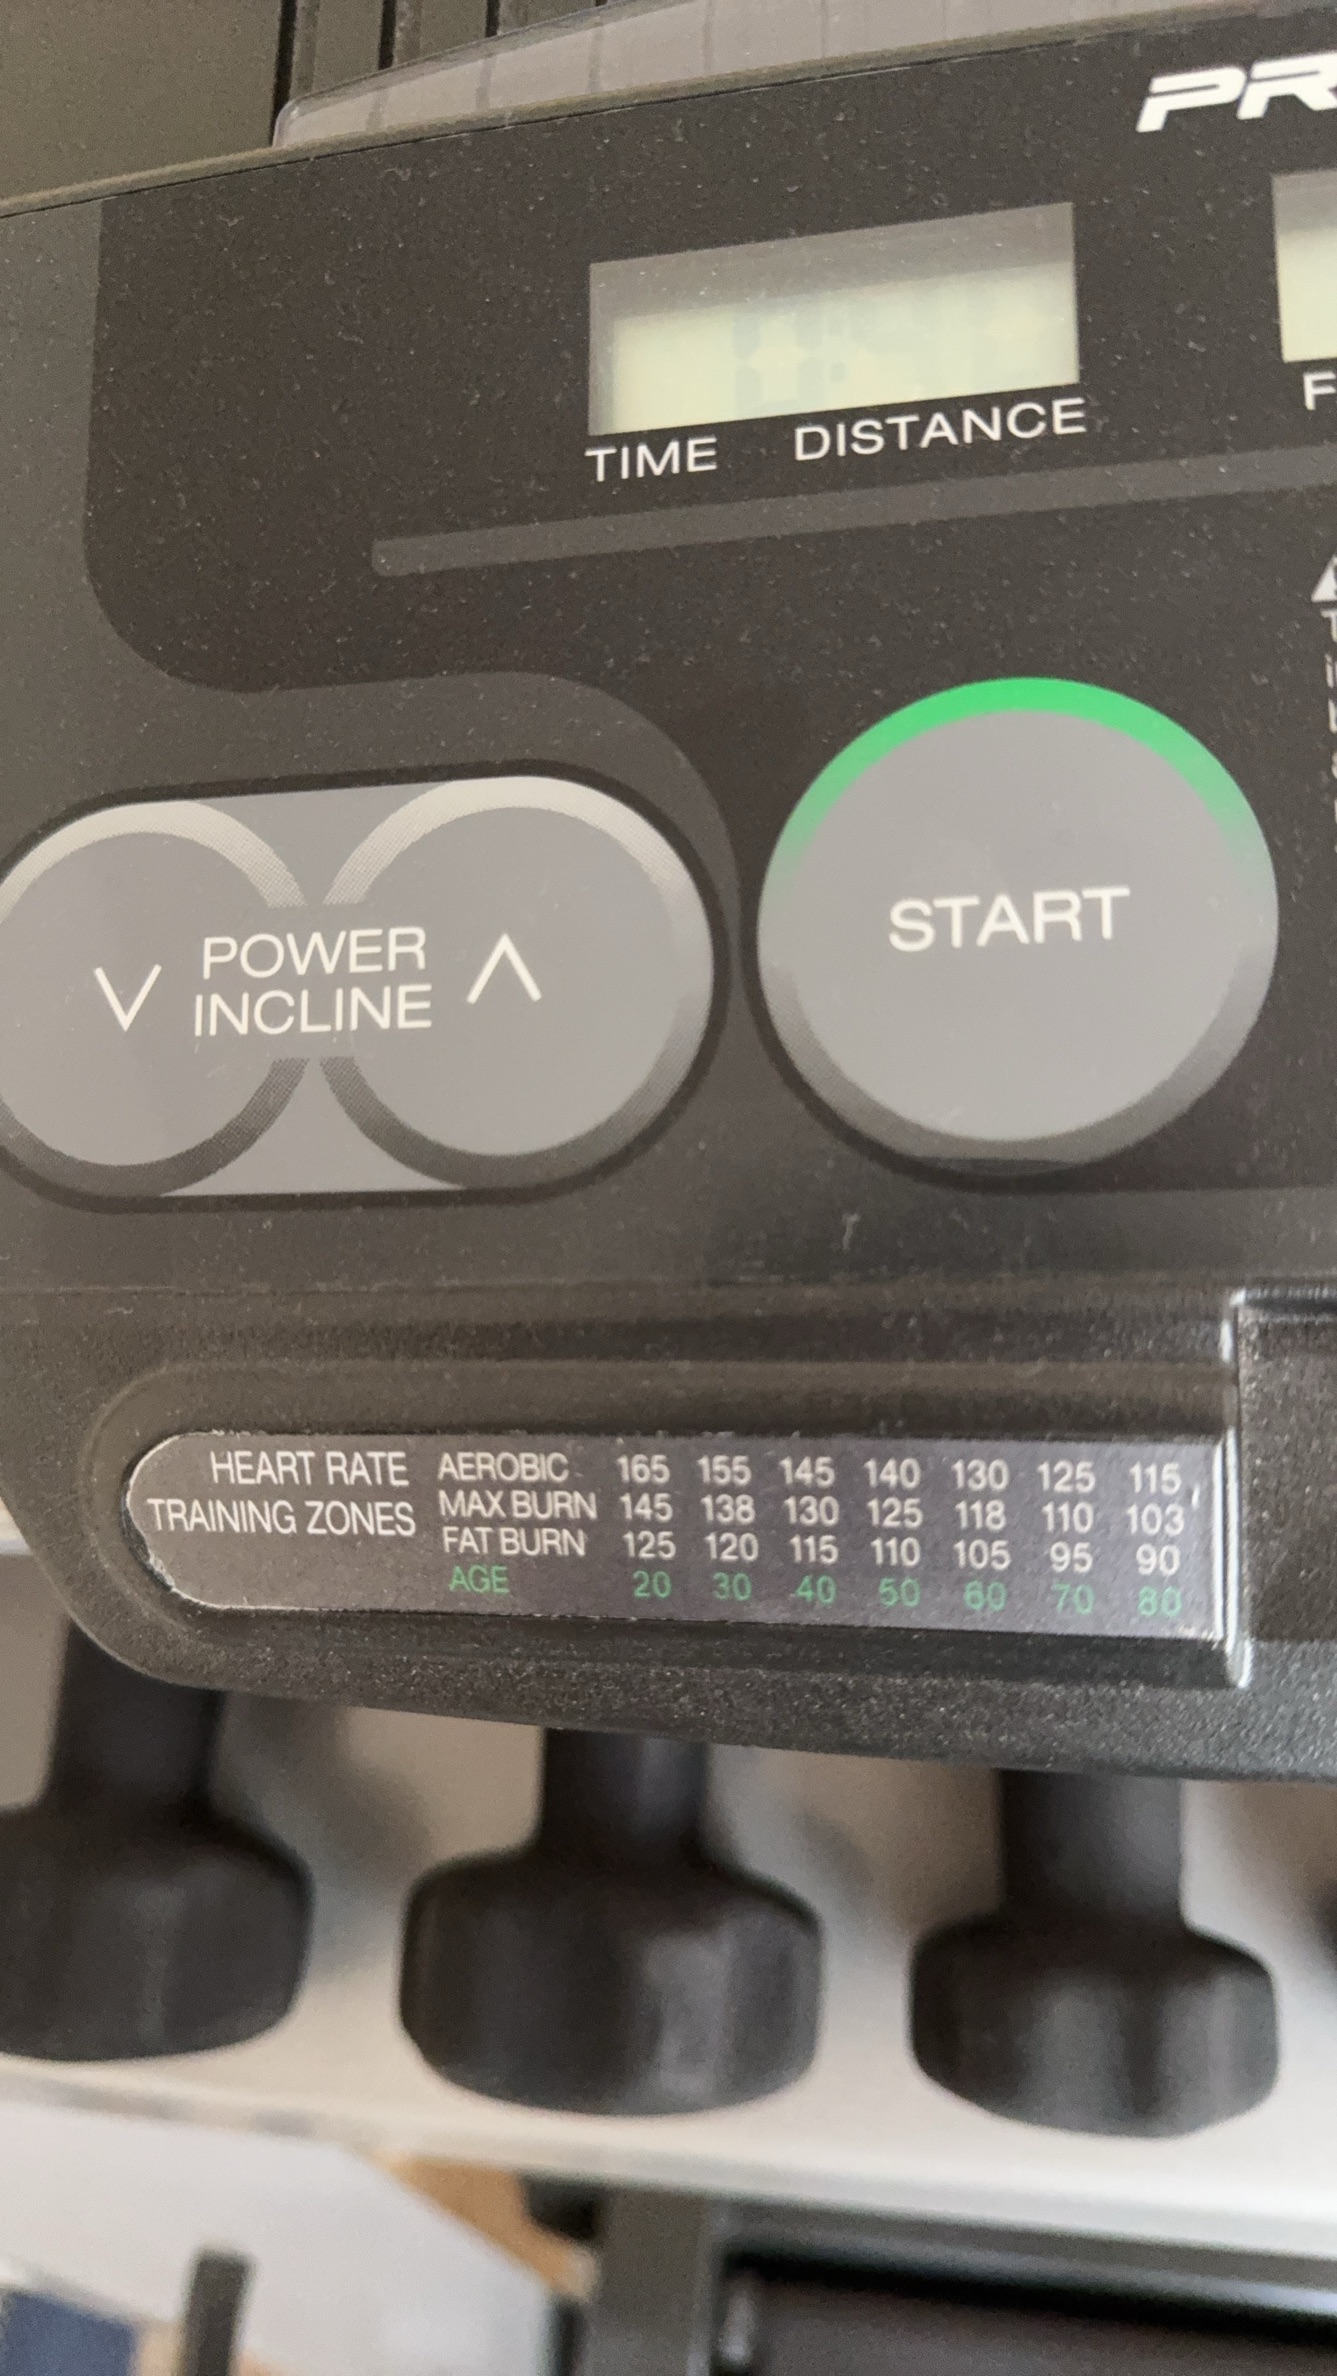 PR
TIME DISTANCE
F
POWER
INCLINE
START
HEART RATE AEROBIC 165 155 145 140 130 125 115
TRAINING ZONES MAX BURN 145 138 130 125 118 110 103
FAT BURN 125 120 115 110 105 95 90
AGE 20 30 40 50 60 70 80